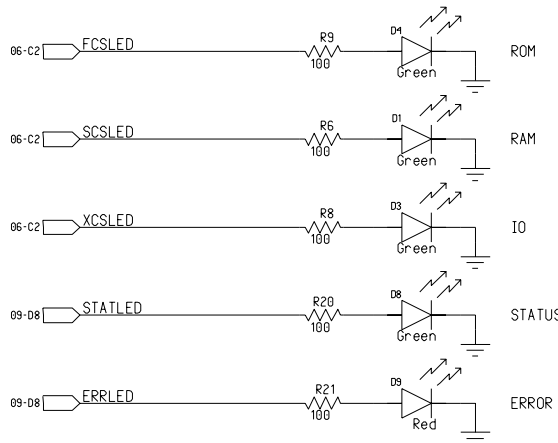 06-C2 FCSLED R9 100 D4 Green ROM
06-C2 SCSLED R6 100 D1 Green RAM
06-C2 XCSLED R8 100 D3 Green IO
09-D8 STATLED R20 100 D8 Green STATUS
09-D8 ERRLED R21 100 D9 Red ERROR